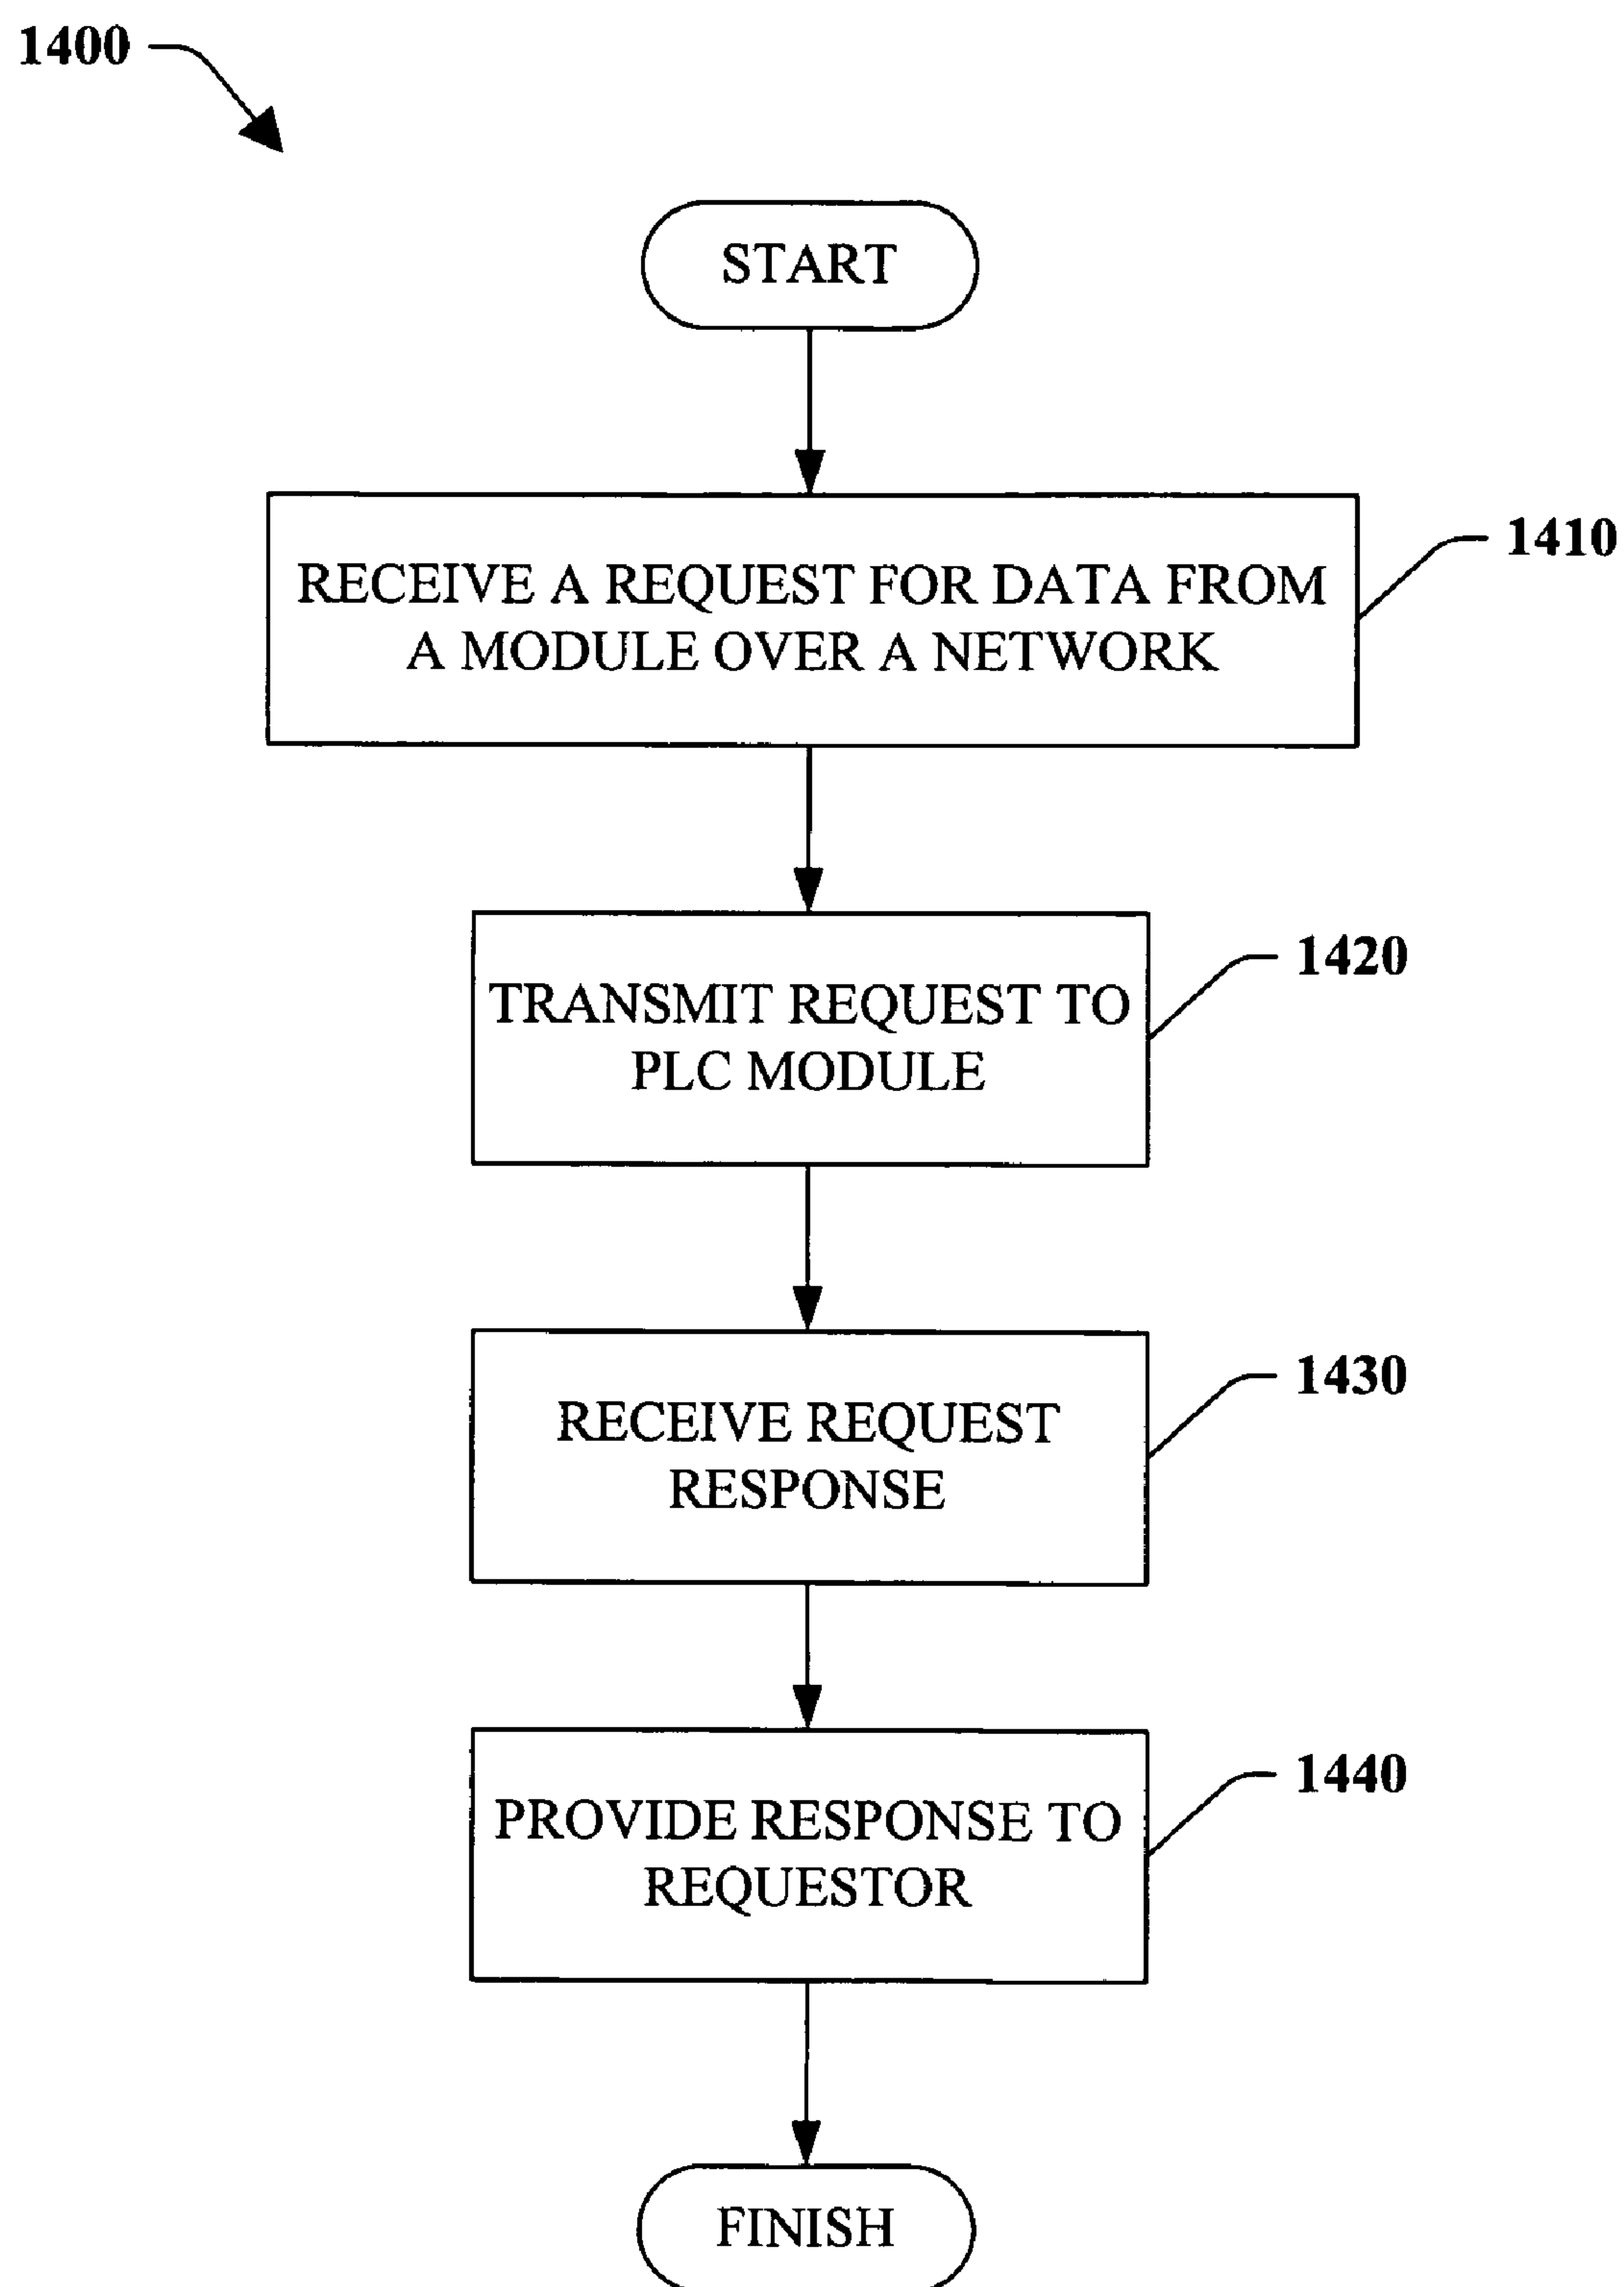 1400
START
RECEIVE A REQUEST FOR DATA FROM
A MODULE OVER A NETWORK
1410
TRANSMIT REQUEST TO
PLC MODULE
1420
RECEIVE REQUEST
RESPONSE
1430
PROVIDE RESPONSE TO
REQUESTOR
1440
FINISH